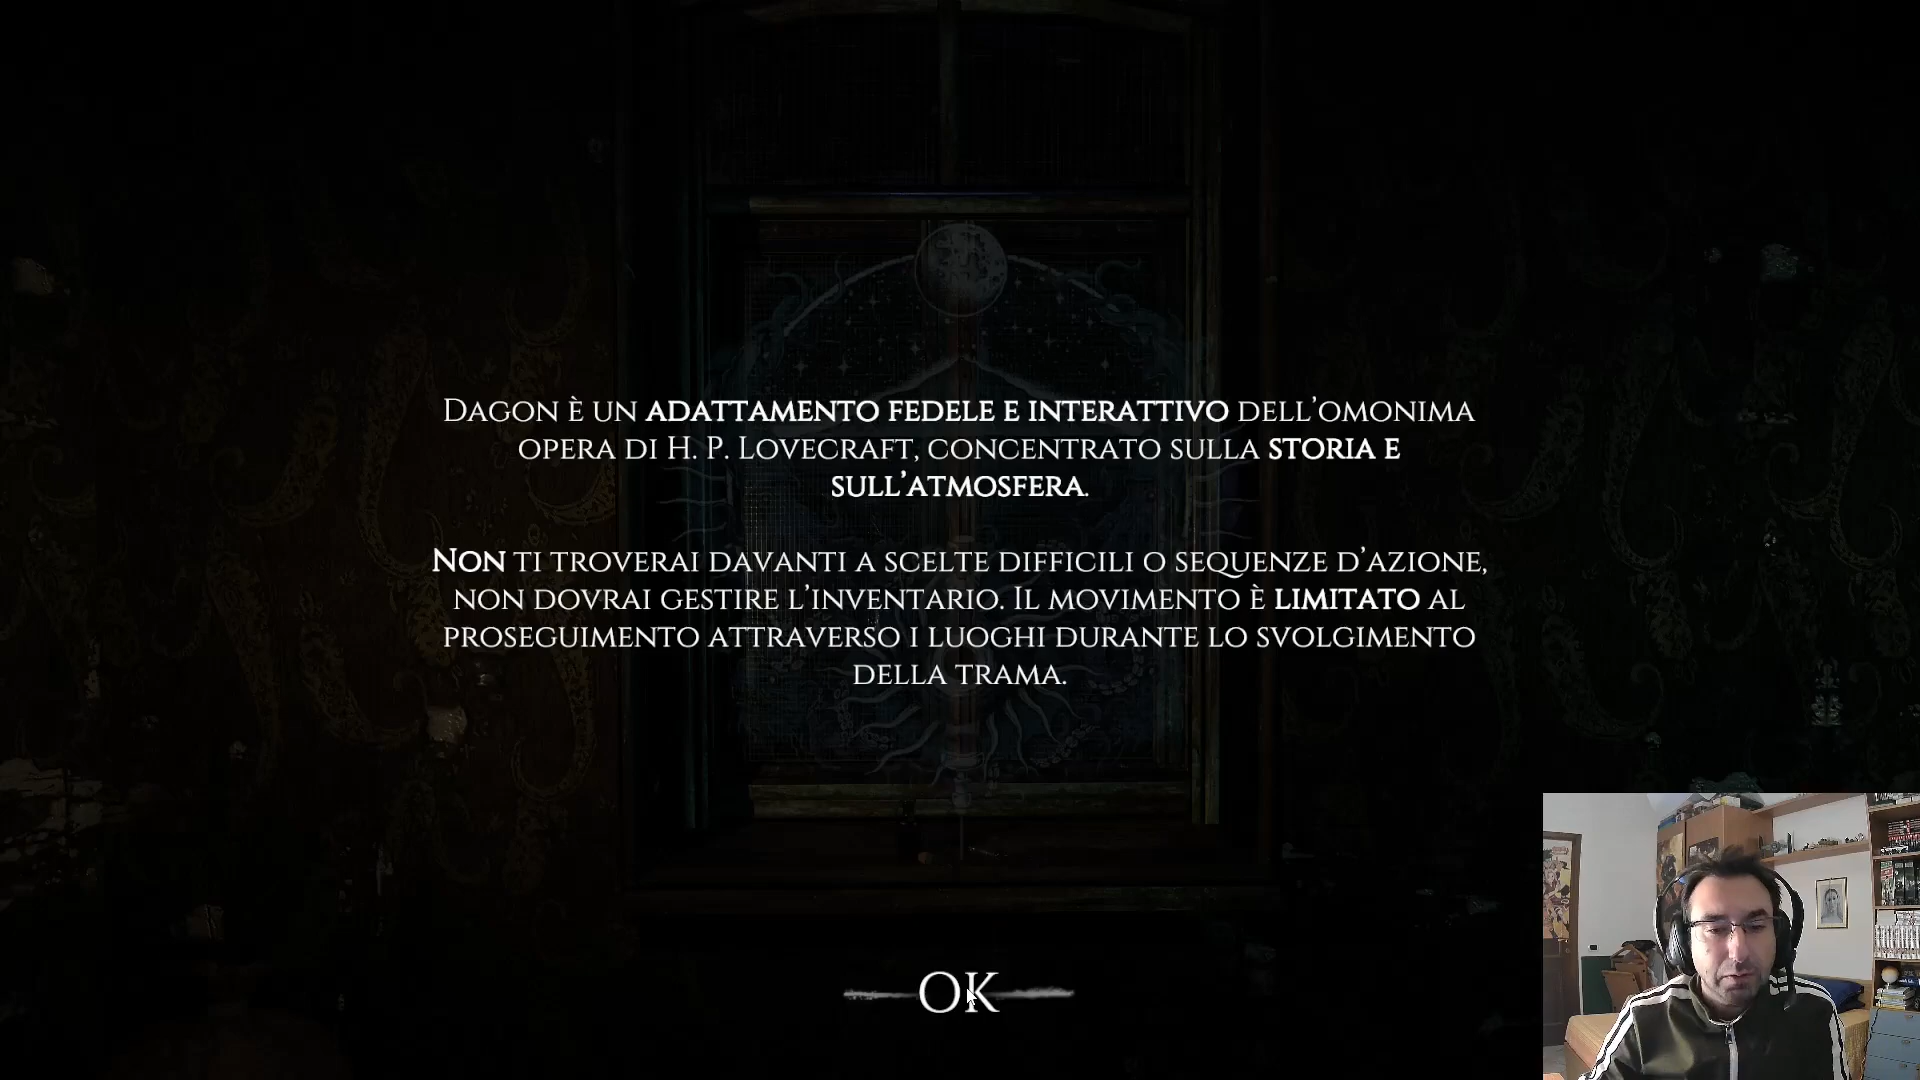 Dagon è un adattamento fedele e interattivo dell'omonima
opera di H. P. Lovecraft, concentrato sulla storia e
sull'atmosfera.
Non ti troverai davanti a scelte difficili o sequenze d'azione,
non dovrai gestire l'inventario. Il movimento è limitato al
proseguimento attraverso i luoghi durante lo svolgimento
della trama.
OK